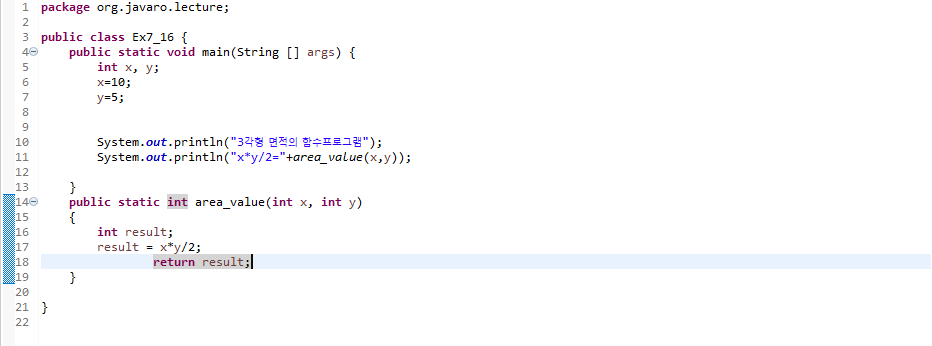 1 package org.javaro.lecture;
2
3 public class Ex7_16 {
4 public static void main(String [] args) {
5 int x, y;
6 x=10;
7 y=5;
8
9
10 System.out.println("3각형 면적의 함수프로그램");
11 System.out.println("x*y/2="+area_value(x,y));
12
13 }
14 public static int area_value(int x, int y)
15 {
16 int result;
17 result = x*y/2;
18 return result;
19 }
20
21 }
22